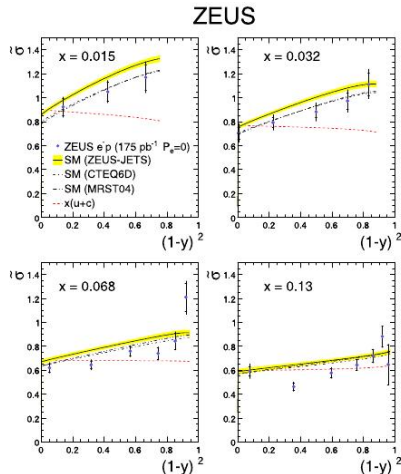 ZEUS
σ̃
1.4
1.2
1
0.8
0.6
0.4
0.2
0
x = 0.015
ZEUS e⁻p (175 pb⁻¹ Pₑ=0)
SM (ZEUS-JETS)
SM (CTEQ6D)
SM (MRST04)
x(u+c)
0 0.2 0.4 0.6 0.8 1
(1-y) ²
σ̃
1.4
1.2
1
0.8
0.6
0.4
0.2
0
x = 0.032
0 0.2 0.4 0.6 0.8 1
(1-y) ²
σ̃
1.4
1.2
1
0.8
0.6
0.4
0.2
0
x = 0.068
0 0.2 0.4 0.6 0.8 1
(1-y) ²
σ̃
1.4
1.2
1
0.8
0.6
0.4
0.2
0
x = 0.13
0 0.2 0.4 0.6 0.8 1
(1-y) ²